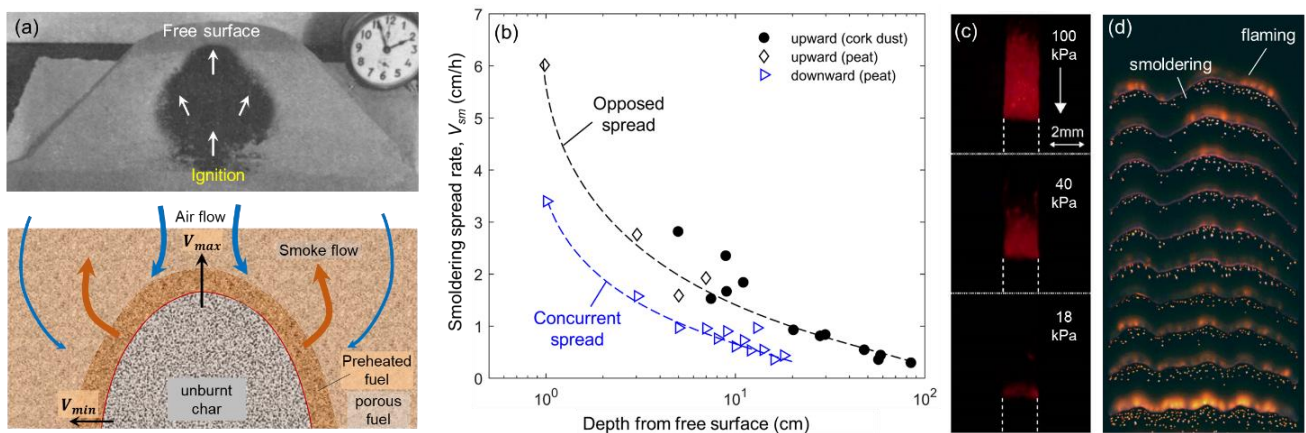 (a)
Free surface
Ignition
Air flow
V_max
Smoke flow
Preheated
fuel
unburnt
char
V_min
porous
fuel
(b)
Smoldering spread rate, V_sm (cm/h)
7
6
5
4
3
2
1
0
upward (cork dust)
upward (peat)
downward (peat)
Opposed
spread
Concurrent
spread
10^0
10^1
10^2
Depth from free surface (cm)
(c)
100
kPa
2mm
40
kPa
18
kPa
(d)
flaming
smoldering